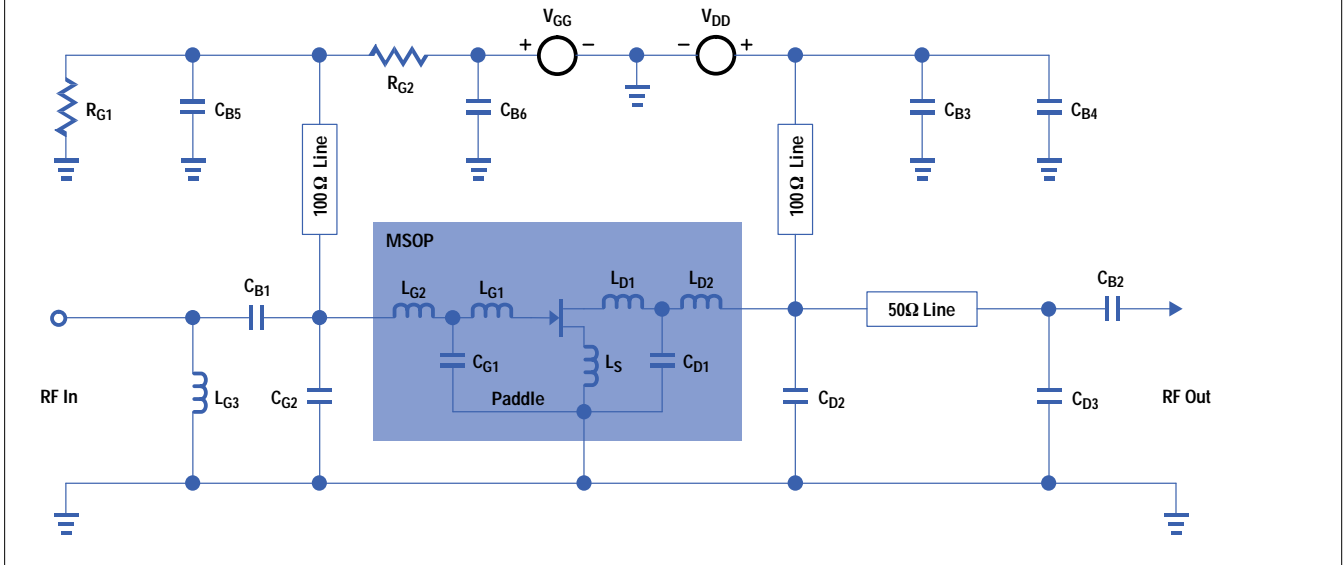 VGG
VDD
+ −
− +
RG1
CB5
RG2
CB6
CB3
CB4
100Ω Line
100Ω Line
MSOP
CB1
LG2
LG1
LD1
LD2
50Ω Line
CB2
CG1
LS
CD1
RF In
LG3
CG2
Paddle
CD2
CD3
RF Out